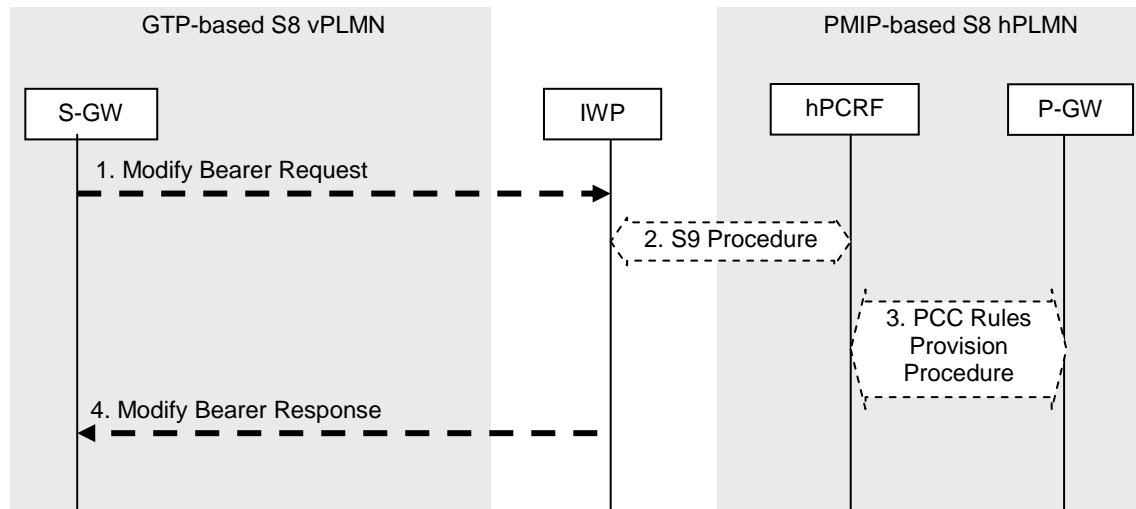 GTP-based S8 vPLMN
PMIP-based S8 hPLMN
S-GW
IWP
hPCRF
P-GW
1. Modify Bearer Request
2. S9 Procedure
3. PCC Rules
Provision
Procedure
4. Modify Bearer Response